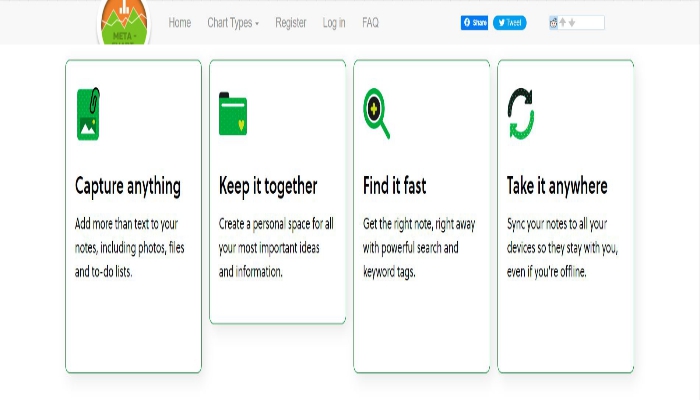 Home
Chart Types
Register
Log in
FAQ
Share
Tweet
META -
Capture anything
Add more than text to your
notes, including photos, files
and to-do lists.
Keep it together
Create a personal space for all
your most important ideas
and information.
Find it fast
Get the right note, right away
with powerful search and
keyword tags.
Take it anywhere
Sync your notes to all your
devices so they stay with you,
even if you're offline.